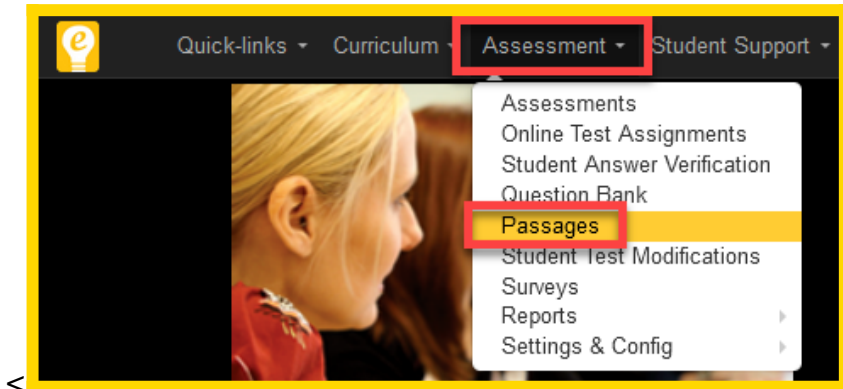 Quick-links Curriculum Assessment Student Support
Assessments
Online Test Assignments
Student Answer Verification
Question Bank
Passages
Student Test Modifications
Surveys
Reports
Settings & Config
<